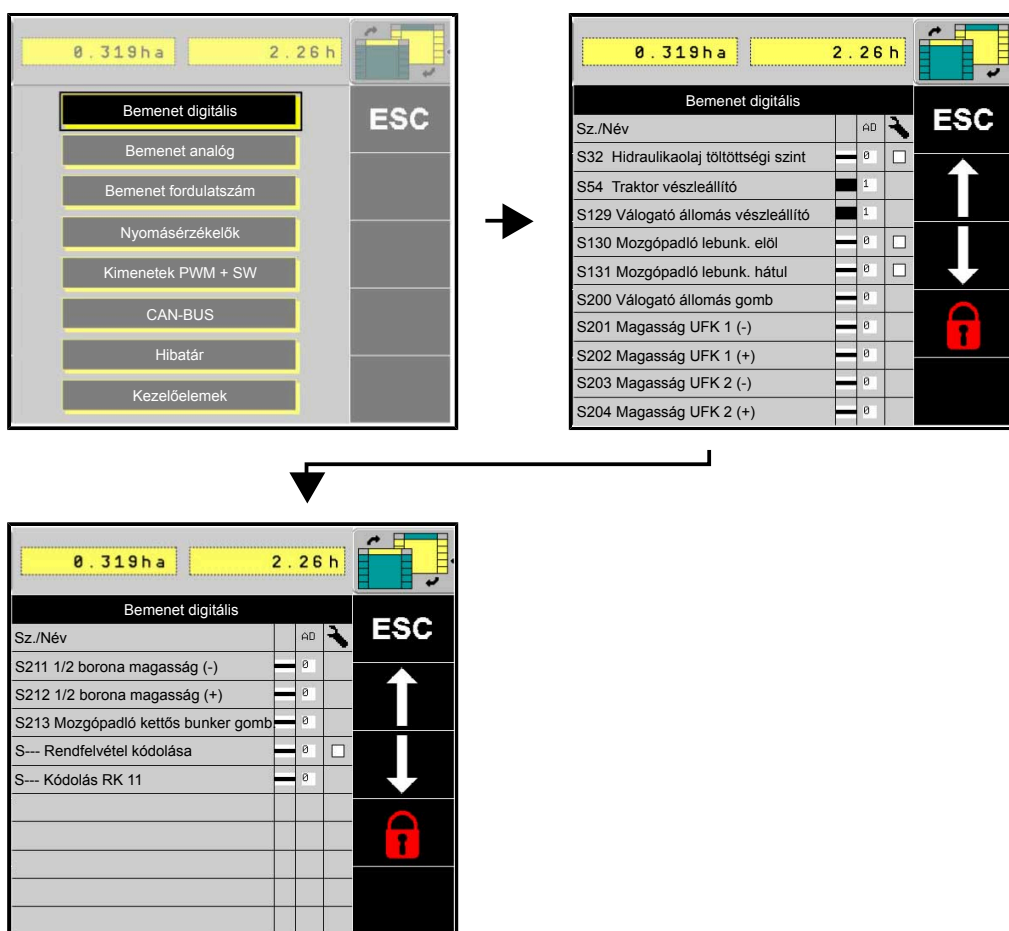 0.319ha 2.26h
Bemenet digitális
ESC
Bemenet analóg
Bemenet fordulatszám
Nyomásérzékelők
Kimenetek PWM + SW
CAN-BUS
Hibatár
Kezelőelemek
0.319ha 2.26h
Bemenet digitális
ESC
Sz./Név AD
S32 Hidraulikaolaj töltöttségi szint 0
S54 Traktor vészleállító 1
S129 Válogató állomás vészleállító 1
S130 Mozgópadló lebunk. elöl 0
S131 Mozgópadló lebunk. hátul 0
S200 Válogató állomás gomb 0
S201 Magasság UFK 1 (-) 0
S202 Magasság UFK 1 (+) 0
S203 Magasság UFK 2 (-) 0
S204 Magasság UFK 2 (+) 0
0.319ha 2.26h
Bemenet digitális
ESC
Sz./Név AD
S211 1/2 borona magasság (-) 0
S212 1/2 borona magasság (+) 0
S213 Mozgópadló kettős bunker gomb 0
S--- Rendfelvétel kódolása 0
S--- Kódolás RK 11 0